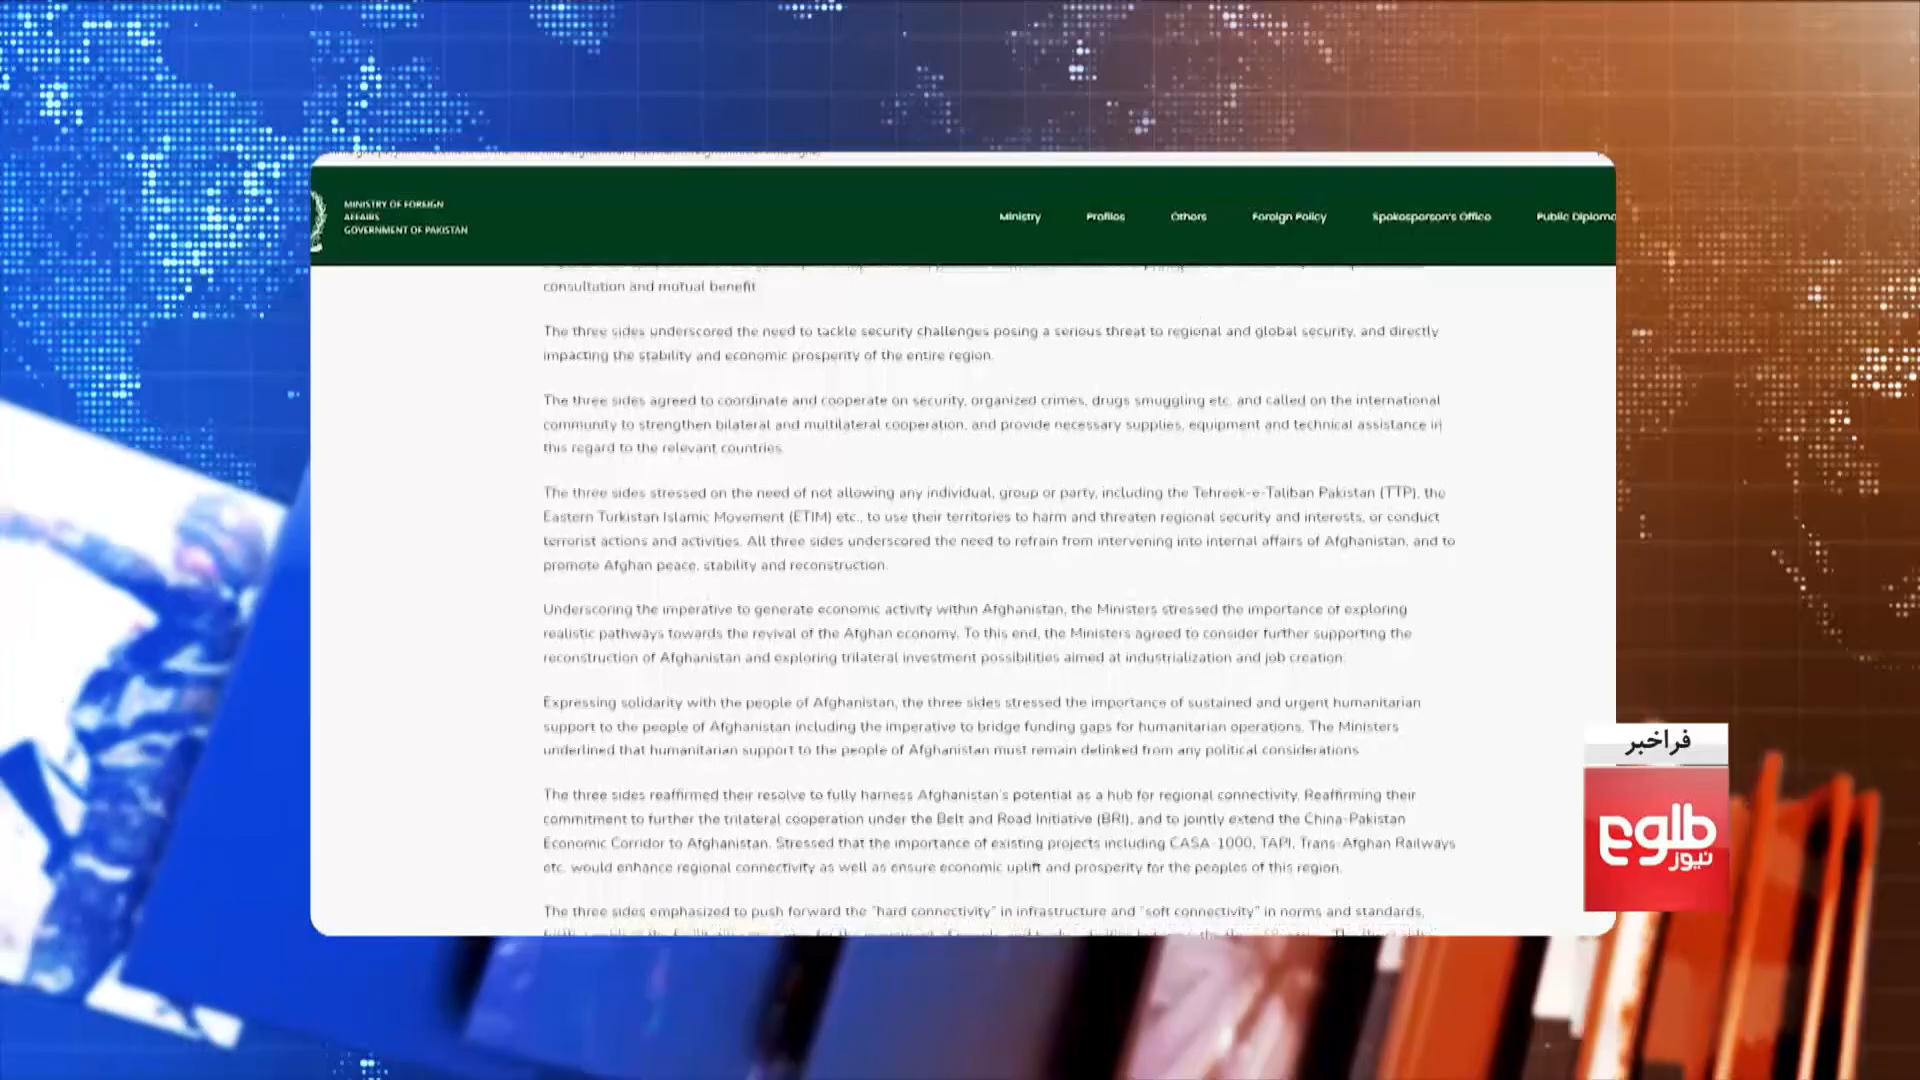 MINISTRY OF FOREIGN
AFFAIRS
GOVERNMENT OF PAKISTAN
Ministry Profiles Others Foreign Policy Spokesperson's Office Public Diploma
consultation and mutual benefit
The three sides underscored the need to tackle security challenges posing a serious threat to regional and global security, and directly
impacting the stability and economic prosperity of the entire region.
The three sides agreed to coordinate and cooperate on security, organized crimes, drugs smuggling etc. and called on the international
community to strengthen bilateral and multilateral cooperation, and provide necessary supplies, equipment and technical assistance in
this regard to the relevant countries.
The three sides stressed on the need of not allowing any individual, group or party, including the Tehreek-e-Taliban Pakistan (TTP), the
Eastern Turkistan Islamic Movement (ETIM) etc., to use their territories to harm and threaten regional security and interests, or conduct
terrorist actions and activities. All three sides underscored the need to refrain from intervening into internal affairs of Afghanistan, and to
promote Afghan peace, stability and reconstruction.
Underscoring the imperative to generate economic activity within Afghanistan, the Ministers stressed the importance of exploring
realistic pathways towards the revival of the Afghan economy. To this end, the Ministers agreed to consider further supporting the
reconstruction of Afghanistan and exploring trilateral investment possibilities aimed at industrialization and job creation.
Expressing solidarity with the people of Afghanistan, the three sides stressed the importance of sustained and urgent humanitarian
support to the people of Afghanistan including the imperative to bridge funding gaps for humanitarian operations. The Ministers
underlined that humanitarian support to the people of Afghanistan must remain delinked from any political considerations
The three sides reaffirmed their resolve to fully harness Afghanistan's potential as a hub for regional connectivity. Reaffirming their
commitment to further the trilateral cooperation under the Belt and Road Initiative (BRI), and to jointly extend the China-Pakistan
Economic Corridor to Afghanistan. Stressed that the importance of existing projects including CASA-1000, TAPI, Trans-Afghan Railways
etc. would enhance regional connectivity as well as ensure economic uplift and prosperity for the peoples of this region.
The three sides emphasized to push forward the "hard connectivity" in infrastructure and "soft connectivity" in norms and standards,
فراخبر
طلوع
نیوز